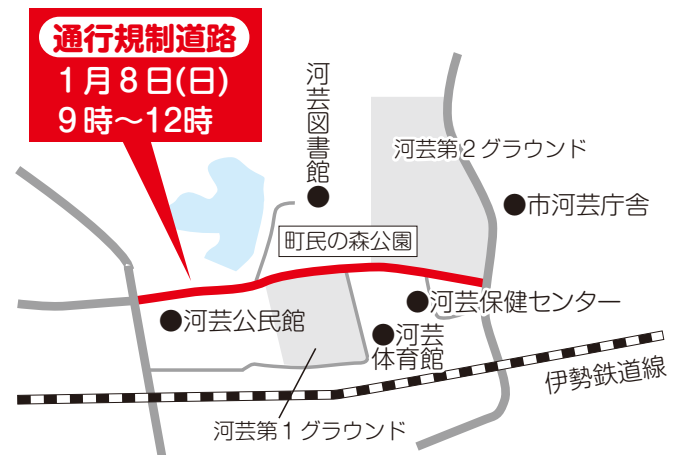 通行規制道路
1月8日(日)
9時～12時
河芸図書館
河芸第2グラウンド
●市河芸庁舎
町民の森公園
●河芸保健センター
●河芸公民館
●河芸
体育館
伊勢鉄道線
河芸第1グラウンド